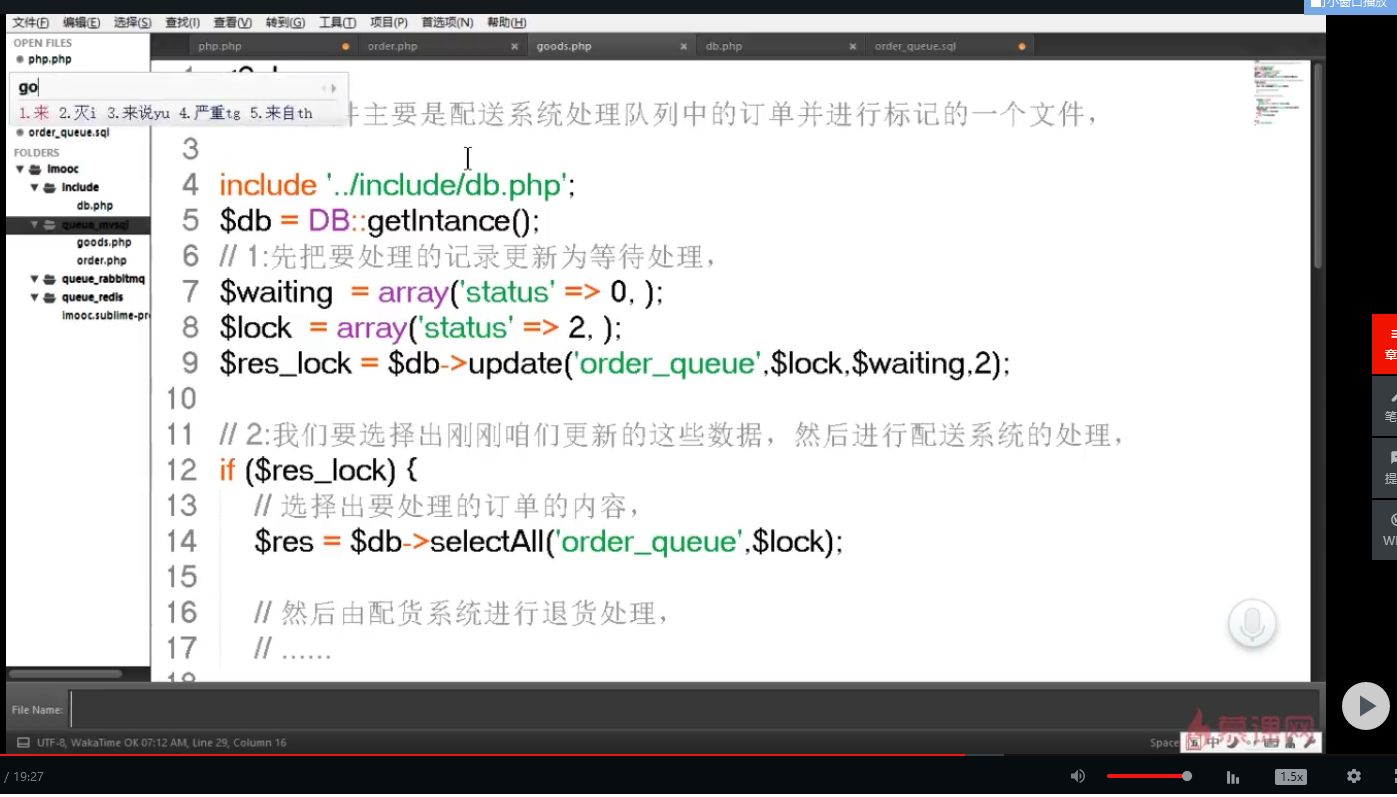 小窗口播放
文件(F) 编辑(E) 选择(S) 查找(I) 查看(V) 转到(G) 工具(T) 项目(P) 首选项(N) 帮助(H)
OPEN FILES
php.php
php.php order.php goods.php db.php order_queue.sql
go
1.来 2.灭i 3.来说yu 4.严重tg 5.来自th
order_queue.sql
FOLDERS
imooc
include
db.php
queue_mysql
goods.php
order.php
queue_rabbitmq
queue_redis
imooc.sublime-pr
主要是配送系统处理队列中的订单并进行标记的一个文件，
3
4 include '../include/db.php';
5 $db = DB::getIntance();
6 // 1:先把要处理的记录更新为等待处理，
7 $waiting = array('status' => 0, );
8 $lock = array('status' => 2, );
9 $res_lock = $db->update('order_queue',$lock,$waiting,2);
10
11 // 2:我们要选择出刚刚咱们更新的这些数据，然后进行配送系统的处理，
12 if ($res_lock) {
13 // 选择出要处理的订单的内容，
14 $res = $db->selectAll('order_queue',$lock);
15
16 // 然后由配货系统进行退货处理，
17 // ……
章
笔
提
File Name:
UTF-8, WakaTime OK 07:12 AM, Line 29, Column 16
Space
慕课网
中
/ 19:27
1.5x